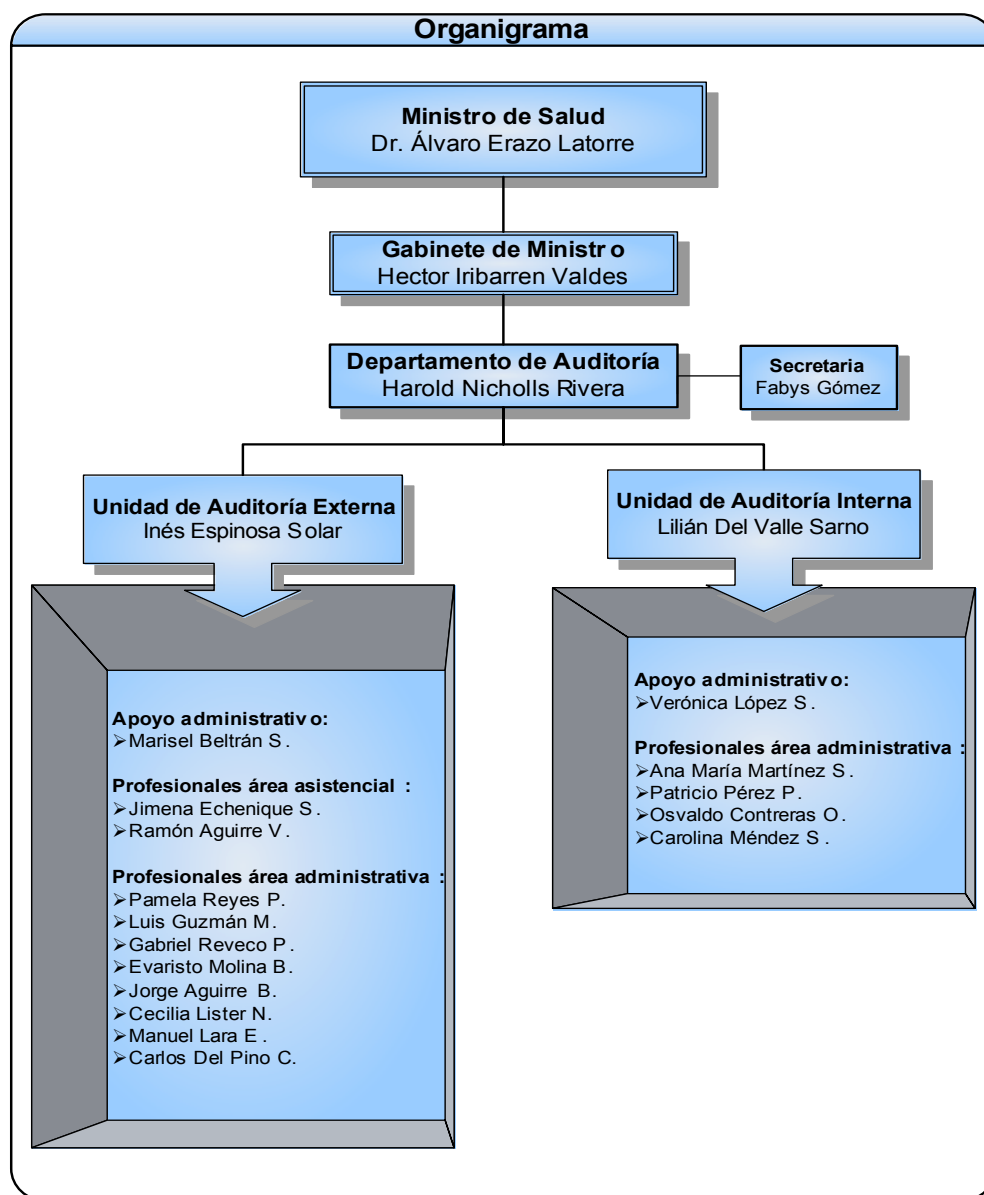 Organigrama
Ministro de Salud
Dr. Álvaro Erazo Latorre
Gabinete de Ministro
Hector Iribarren Valdes
Departamento de Auditoría
Harold Nicholls Rivera
Secretaria
Fabys Gómez
Unidad de Auditoría Externa
Inés Espinosa Solar
Unidad de Auditoría Interna
Lilián Del Valle Sarno
Apoyo administrativo:
➢Marisel Beltrán S.
Profesionales área asistencial :
➢Jimena Echenique S.
➢Ramón Aguirre V.
Profesionales área administrativa :
➢Pamela Reyes P.
➢Luis Guzmán M.
➢Gabriel Reveco P.
➢Evaristo Molina B.
➢Jorge Aguirre B.
➢Cecilia Lister N.
➢Manuel Lara E.
➢Carlos Del Pino C.
Apoyo administrativo:
➢Verónica López S.
Profesionales área administrativa :
➢Ana María Martínez S.
➢Patricio Pérez P.
➢Osvaldo Contreras O.
➢Carolina Méndez S.